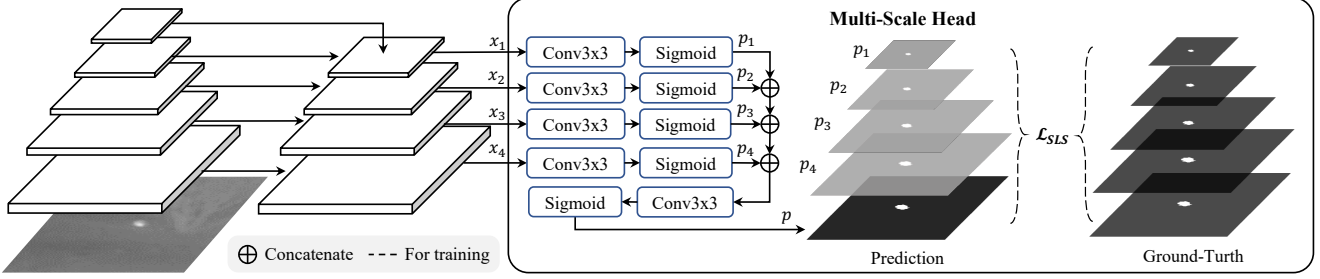 Multi-Scale Head
x₁ Conv3x3 Sigmoid p₁
x₂ Conv3x3 Sigmoid p₂
x₃ Conv3x3 Sigmoid p₃
x₄ Conv3x3 Sigmoid p₄
Sigmoid Conv3x3
p
p₁
p₂
p₃
p₄
ℒ_SLS
⊕ Concatenate --- For training
Prediction
Ground-Turth